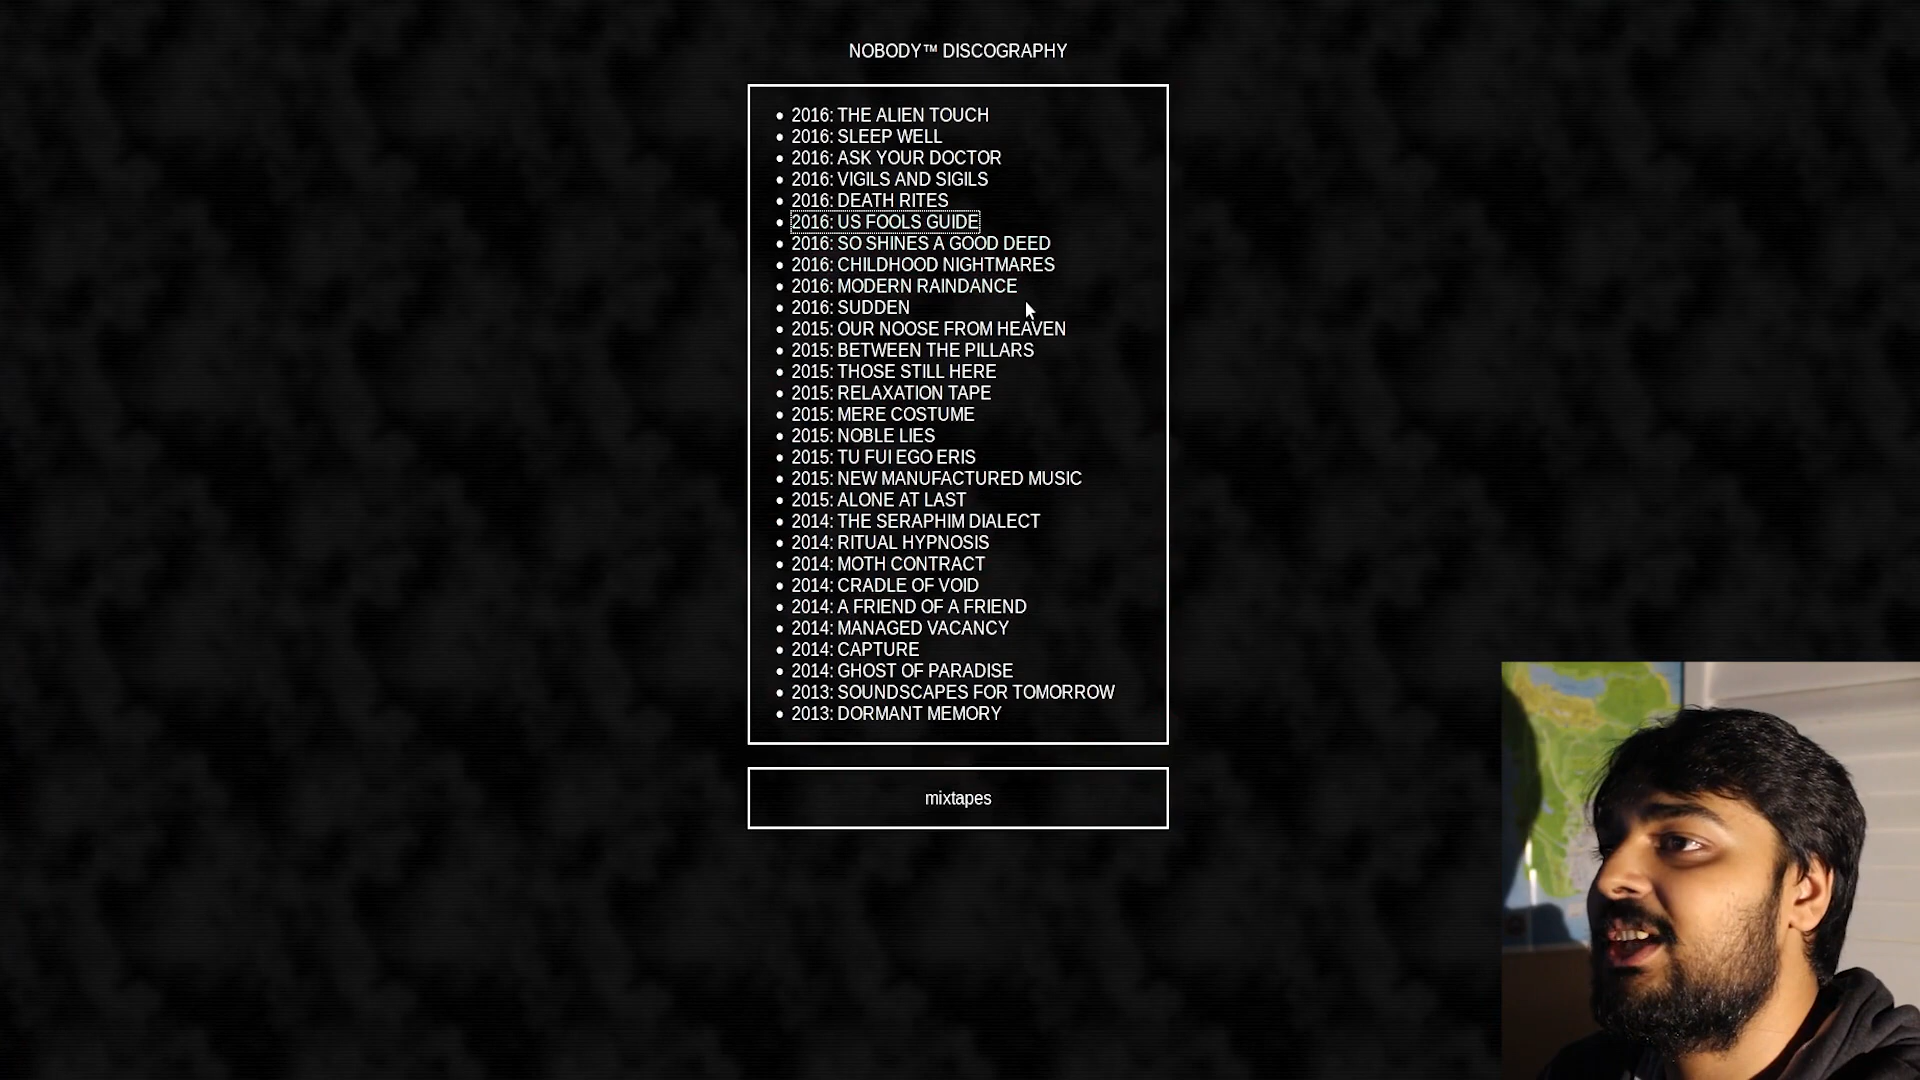 NOBODY™ DISCOGRAPHY
2016: THE ALIEN TOUCH
2016: SLEEP WELL
2016: ASK YOUR DOCTOR
2016: VIGILS AND SIGILS
2016: DEATH RITES
2016: US FOOLS GUIDE
2016: SO SHINES A GOOD DEED
2016: CHILDHOOD NIGHTMARES
2016: MODERN RAINDANCE
2016: SUDDEN
2015: OUR NOOSE FROM HEAVEN
2015: BETWEEN THE PILLARS
2015: THOSE STILL HERE
2015: RELAXATION TAPE
2015: MERE COSTUME
2015: NOBLE LIES
2015: TU FUI EGO ERIS
2015: NEW MANUFACTURED MUSIC
2015: ALONE AT LAST
2014: THE SERAPHIM DIALECT
2014: RITUAL HYPNOSIS
2014: MOTH CONTRACT
2014: CRADLE OF VOID
2014: A FRIEND OF A FRIEND
2014: MANAGED VACANCY
2014: CAPTURE
2014: GHOST OF PARADISE
2013: SOUNDSCAPES FOR TOMORROW
2013: DORMANT MEMORY
mixtapes